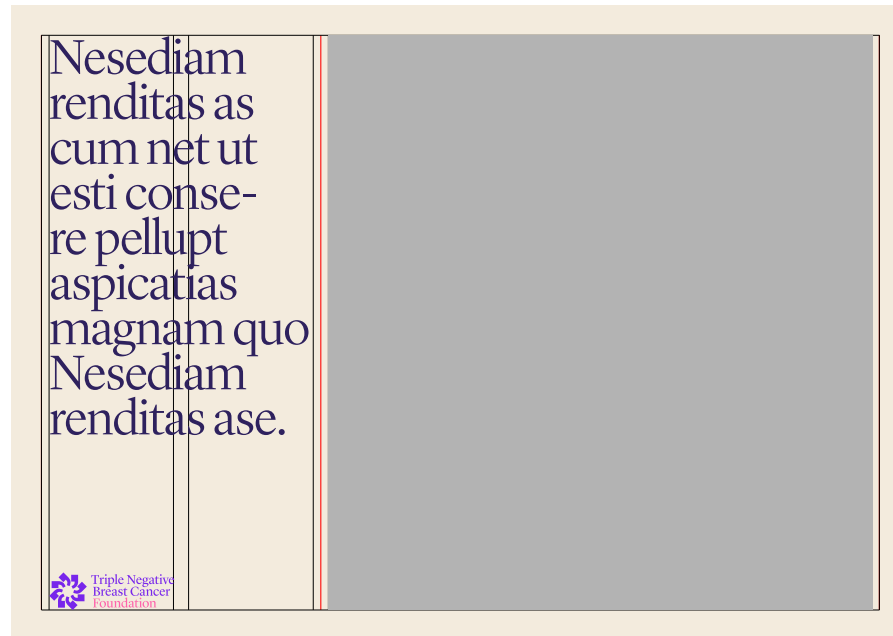 Nesediam
renditas as
cum net ut
esti conse-
re pellupt
aspicatias
magnam quo
Nesediam
renditas ase.
Triple Negative
Breast Cancer
Foundation